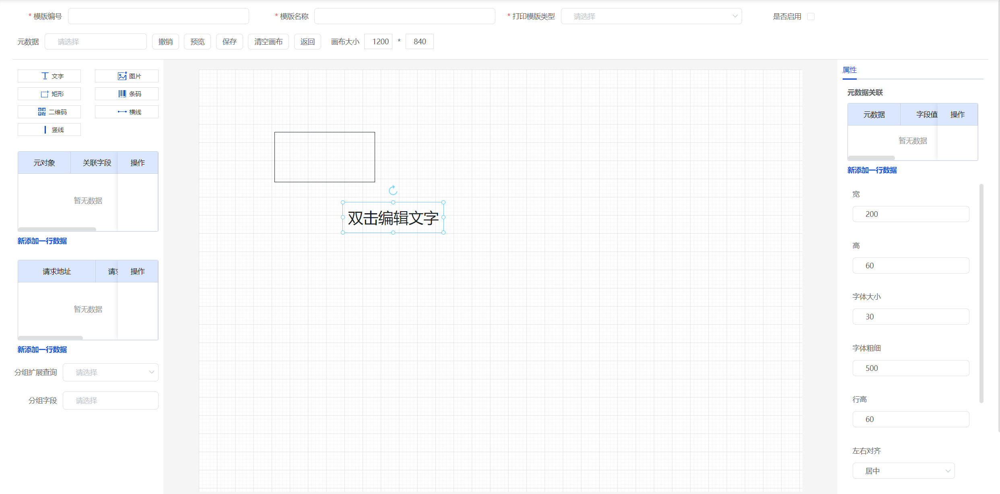 * 模版编号
* 模版名称
* 打印模版类型 请选择
是否启用
元数据 请选择 撤销 预览 保存 清空画布 返回 画布大小 1200 * 840
文字 图片
矩形 条码
二维码 横线
竖线
元对象 关联字段 操作
暂无数据
新添加一行数据
请求地址 请求 操作
暂无数据
新添加一行数据
分组扩展查询 请选择
分组字段 请选择
双击编辑文字
属性
元数据关联
元数据 字段值 操作
暂无数据
新添加一行数据
宽
200
高
60
字体大小
30
字体粗细
500
行高
60
左右对齐
居中